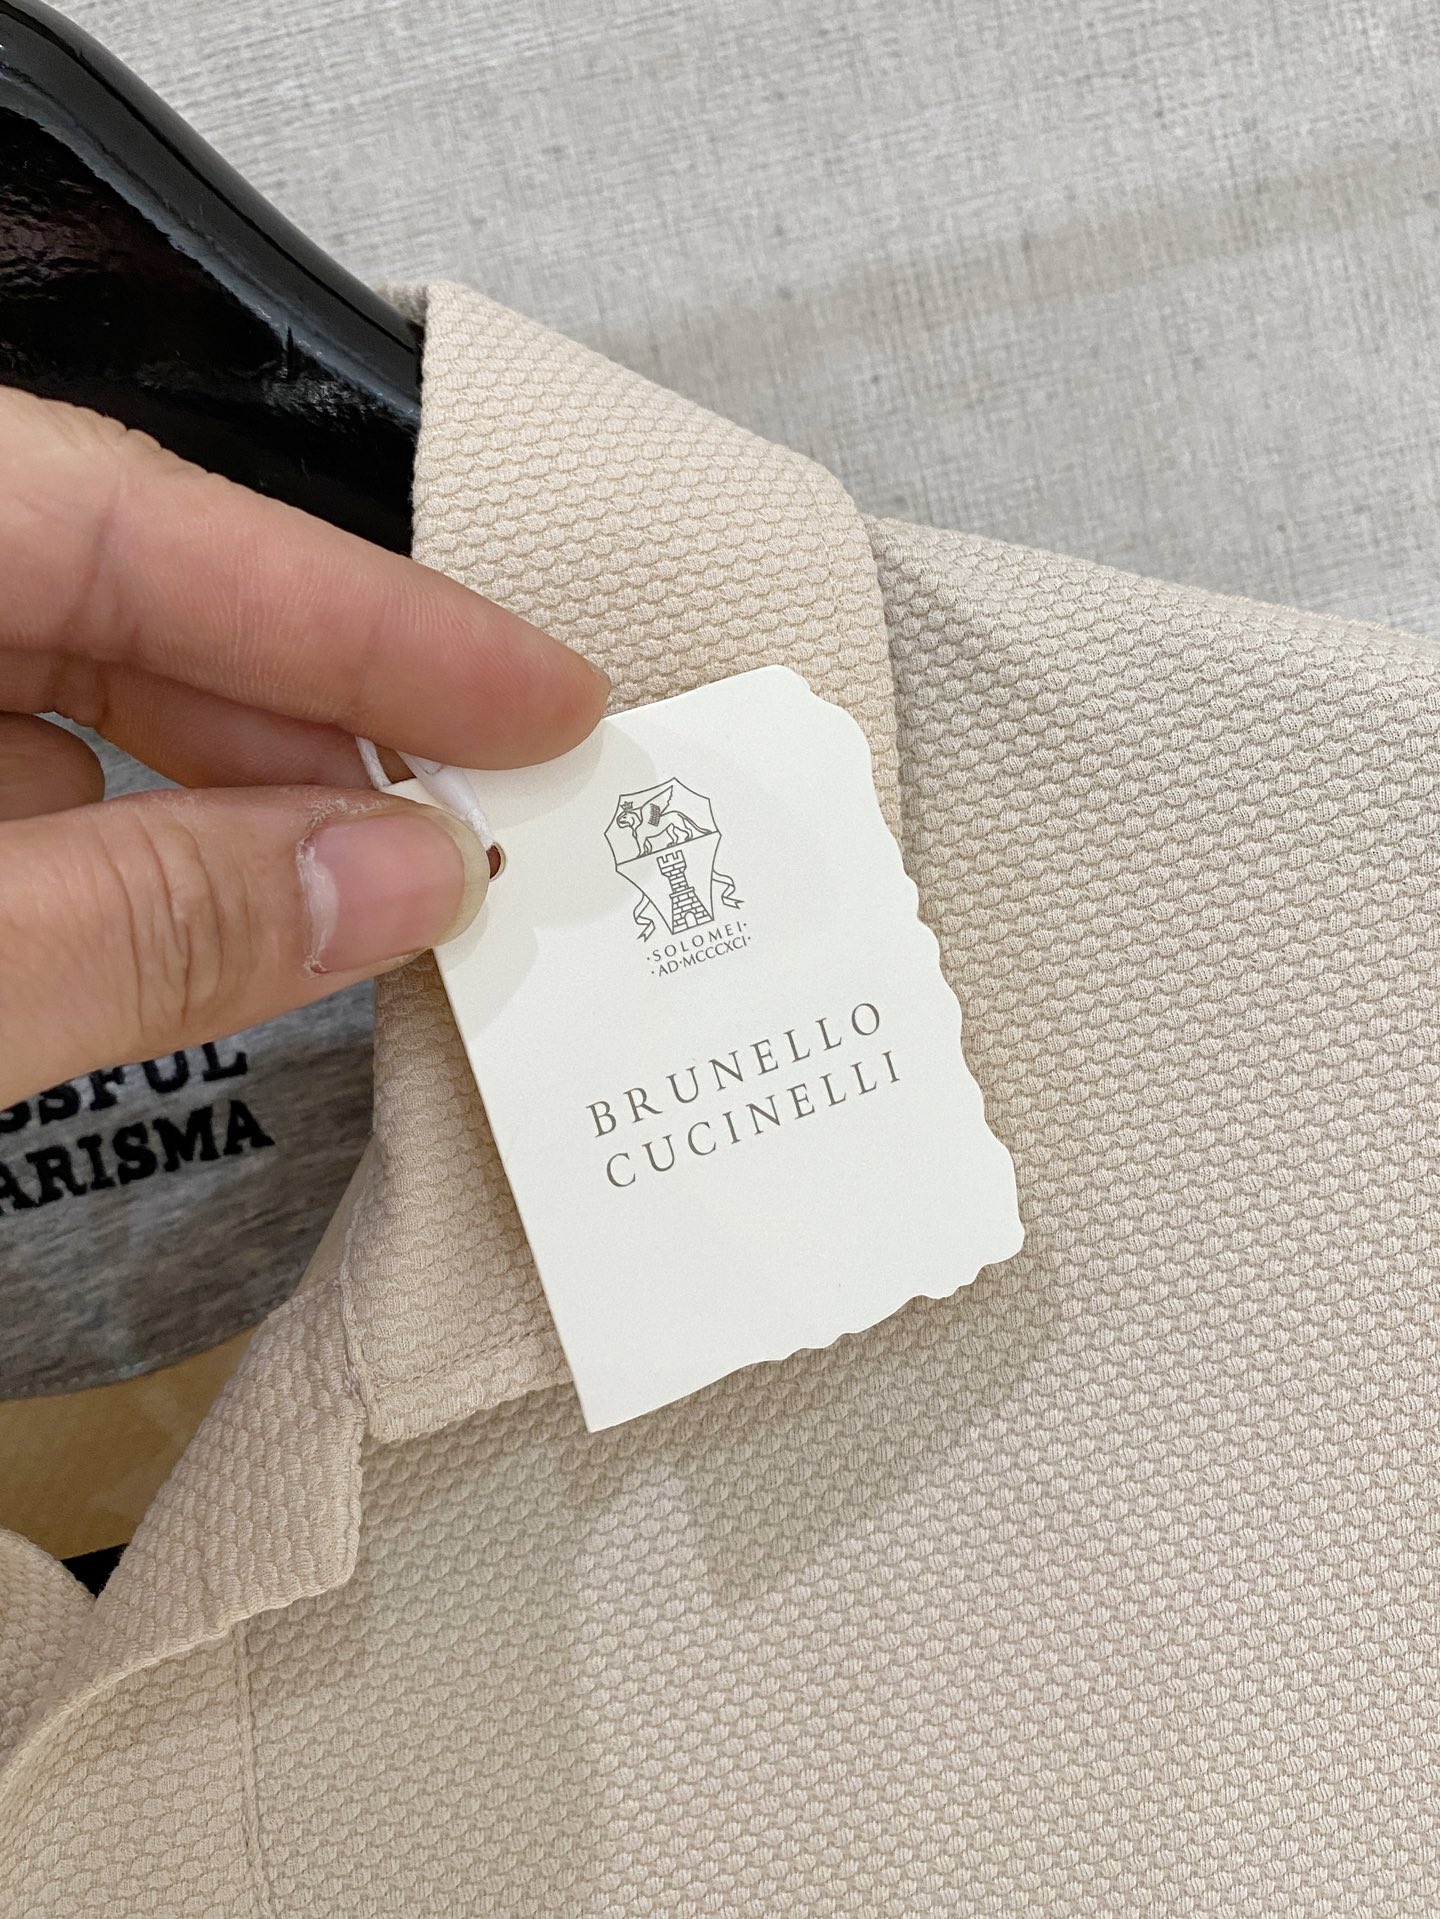 ·SOLOMEI·
·AD·MCCCXCI·
BRUNELLO
CUCINELLI
SSFUL
ARISMA